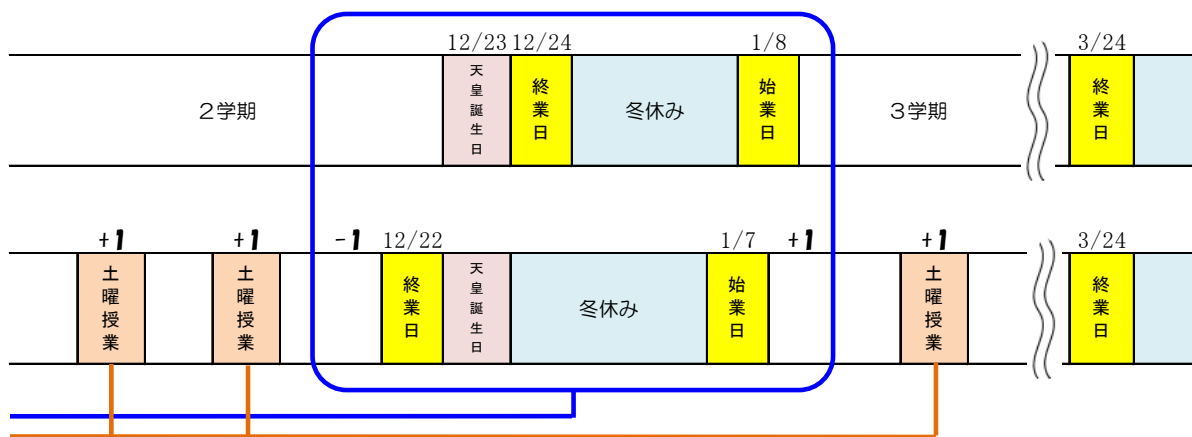 12/23 12/24 1/8 3/24
2学期 天皇誕生日 終業日 冬休み 始業日 3学期 終業日
+1 +1 -1 12/22 1/7 +1 +1 3/24
土曜授業 土曜授業 終業日 天皇誕生日 冬休み 始業日 土曜授業 終業日